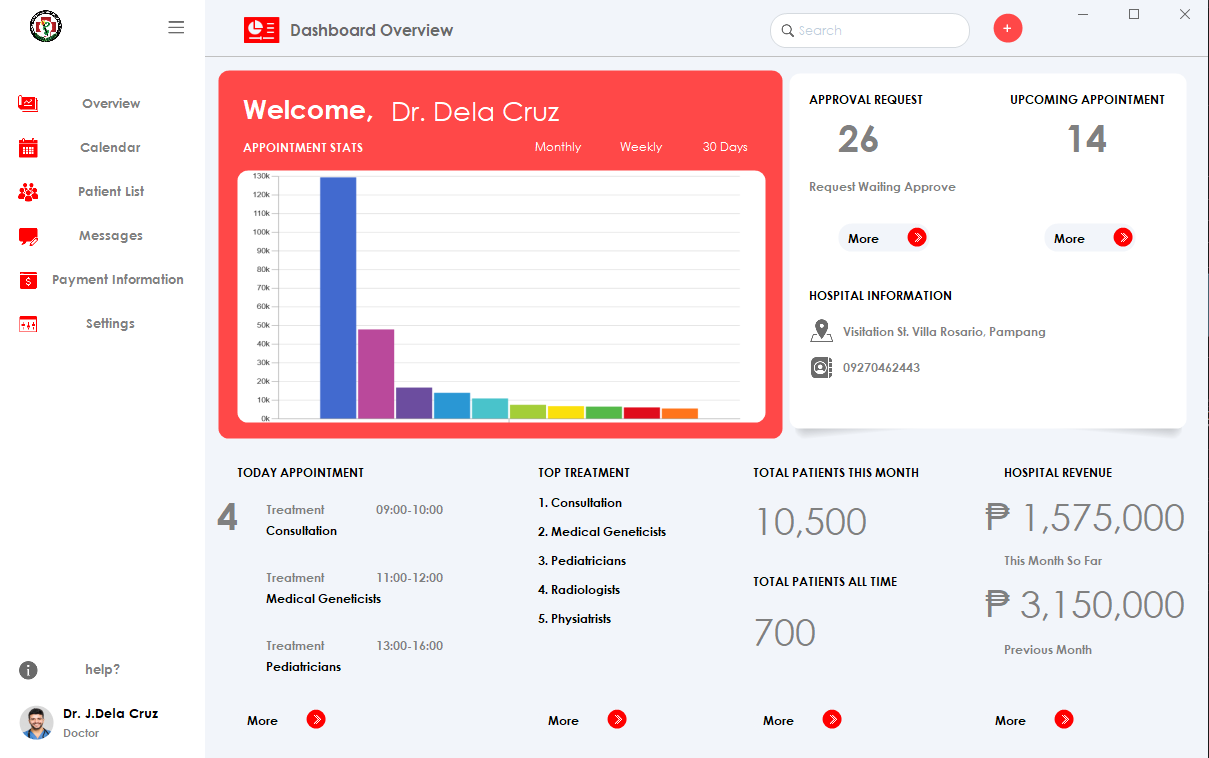 Dashboard Overview
Search
+
Overview
Calendar
Patient List
Messages
Payment Information
Settings
help?
Dr. J.Dela Cruz
Doctor
Welcome, Dr. Dela Cruz
APPOINTMENT STATS
Monthly
Weekly
30 Days
130k
120k
110k
100k
90k
80k
70k
60k
50k
40k
30k
20k
10k
0k
APPROVAL REQUEST
26
Request Waiting Approve
More
UPCOMING APPOINTMENT
14
More
HOSPITAL INFORMATION
Visitation St. Villa Rosario, Pampang
09270462443
TODAY APPOINTMENT
4
Treatment 09:00-10:00
Consultation
Treatment 11:00-12:00
Medical Geneticists
Treatment 13:00-16:00
Pediatricians
More
TOP TREATMENT
1. Consultation
2. Medical Geneticists
3. Pediatricians
4. Radiologists
5. Physiatrists
More
TOTAL PATIENTS THIS MONTH
10,500
TOTAL PATIENTS ALL TIME
700
More
HOSPITAL REVENUE
₱ 1,575,000
This Month So Far
₱ 3,150,000
Previous Month
More